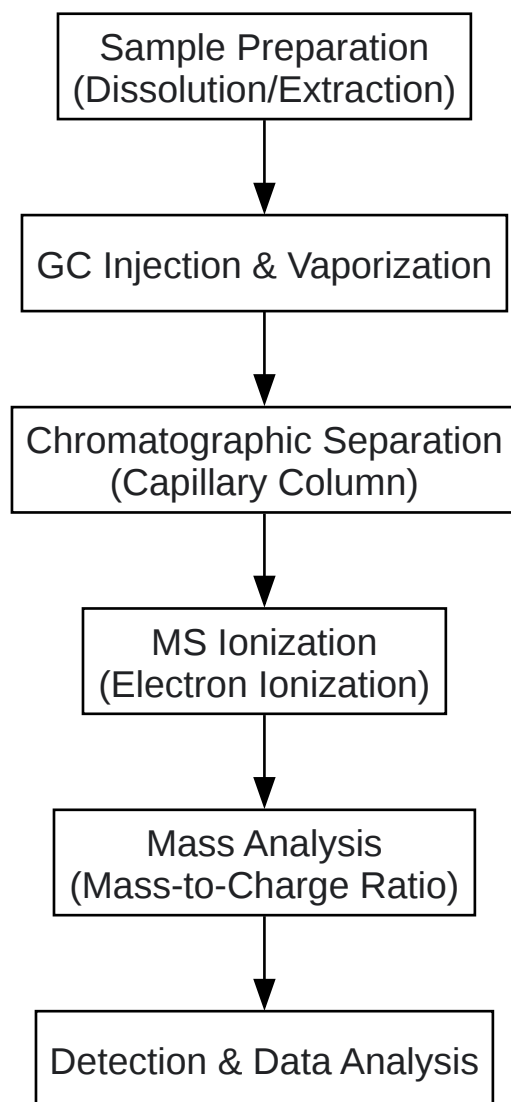 Sample Preparation
(Dissolution/Extraction)
GC Injection & Vaporization
Chromatographic Separation
(Capillary Column)
MS Ionization
(Electron Ionization)
Mass Analysis
(Mass-to-Charge Ratio)
Detection & Data Analysis